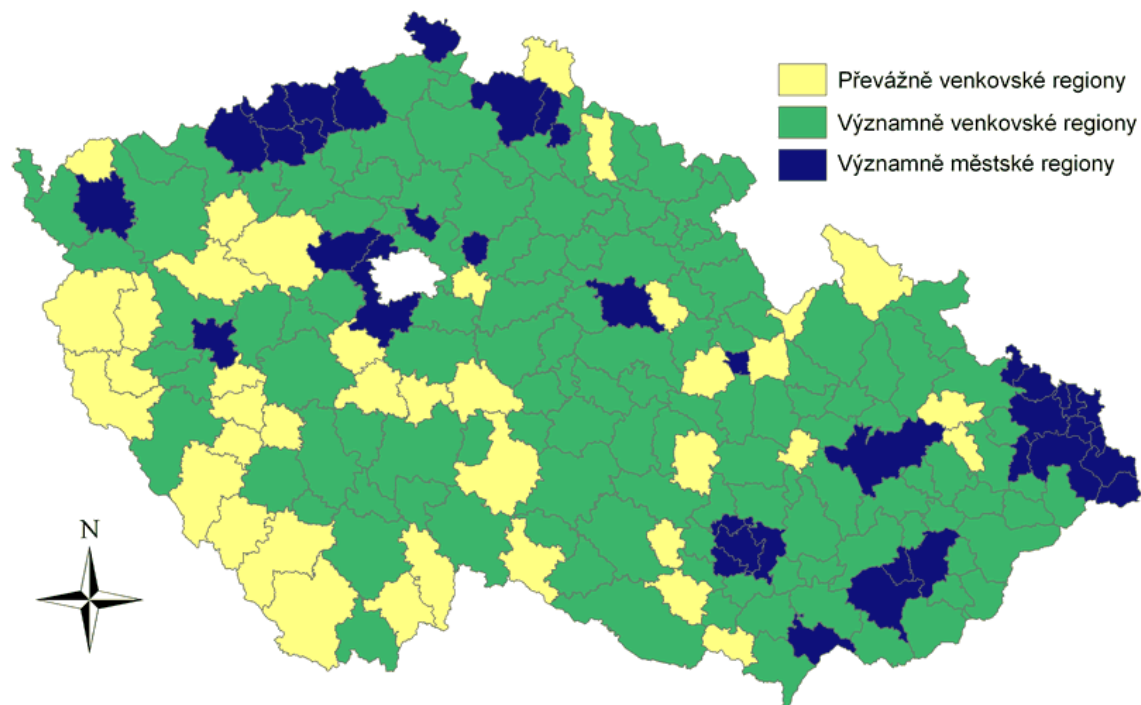 Převážně venkovské regiony
Významně venkovské regiony
Významně městské regiony
N